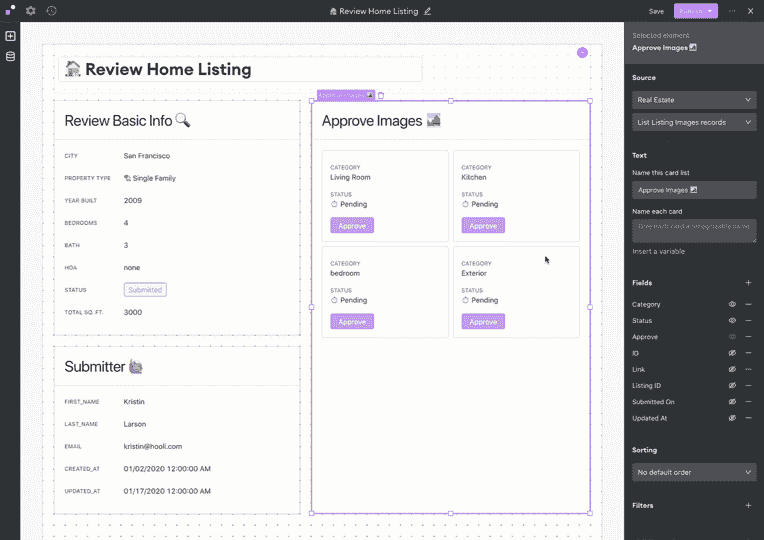 Review Home Listing
Save
Publish
Review Home Listing
Review Basic Info
CITY San Francisco
PROPERTY TYPE Single Family
YEAR BUILT 2009
BEDROOMS 4
BATH 3
HOA none
STATUS Submitted
TOTAL SQ. FT. 3000
Submitter
FIRST_NAME Kristin
LAST_NAME Larson
EMAIL kristin@hooli.com
CREATED_AT 01/02/2020 12:00:00 AM
UPDATED_AT 01/17/2020 12:00:00 AM
Approve Images
Approve Images
CATEGORY
Living Room
STATUS
Pending
Approve
CATEGORY
Kitchen
STATUS
Pending
Approve
CATEGORY
bedroom
STATUS
Pending
Approve
CATEGORY
Exterior
STATUS
Pending
Approve
Selected element
Approve Images
Source
Real Estate
List Listing Images records
Text
Name this card list
Approve Images
Name each card
Insert a variable
Fields
Category
Status
Approve
ID
Link
Listing ID
Submitted On
Updated At
Sorting
No default order
Filters